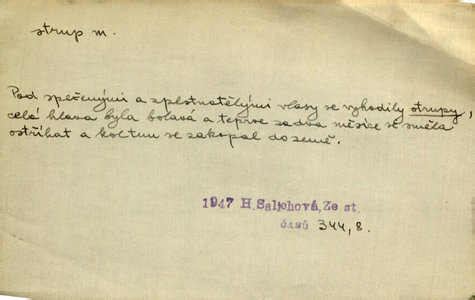 strup m.
Pod spečenými a zplstnatělými vlasy se vyhodily strupy,
celá hlava byla bolavá a teprve za dva měsíce se směla
ostříhat a koltun se zakopal do země.
1947 H. Salichová, Ze st.
časů 344, 8.